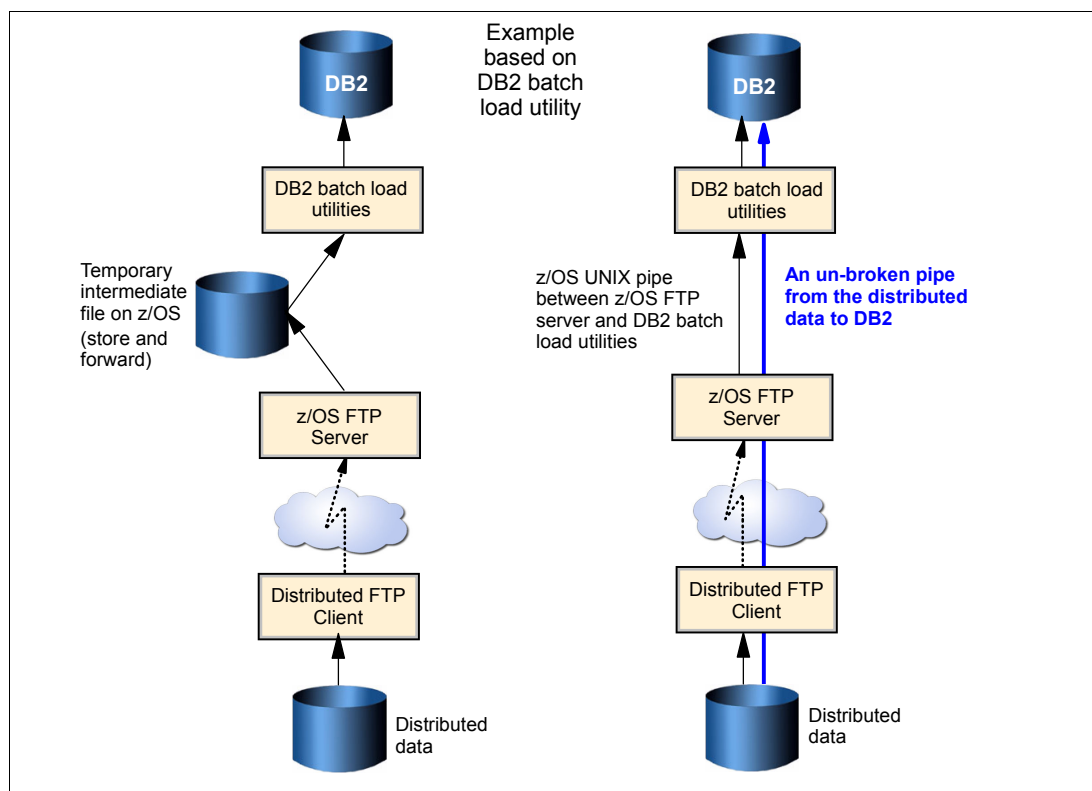 Example
based on
DB2 batch
load utility
DB2
DB2 batch load
utilities
Temporary
intermediate
file on z/OS
(store and
forward)
z/OS FTP
Server
Distributed FTP
Client
Distributed
data
DB2
DB2 batch load
utilities
z/OS UNIX pipe
between z/OS FTP
server and DB2 batch
load utilities
An un-broken pipe
from the distributed
data to DB2
z/OS FTP
Server
Distributed FTP
Client
Distributed
data